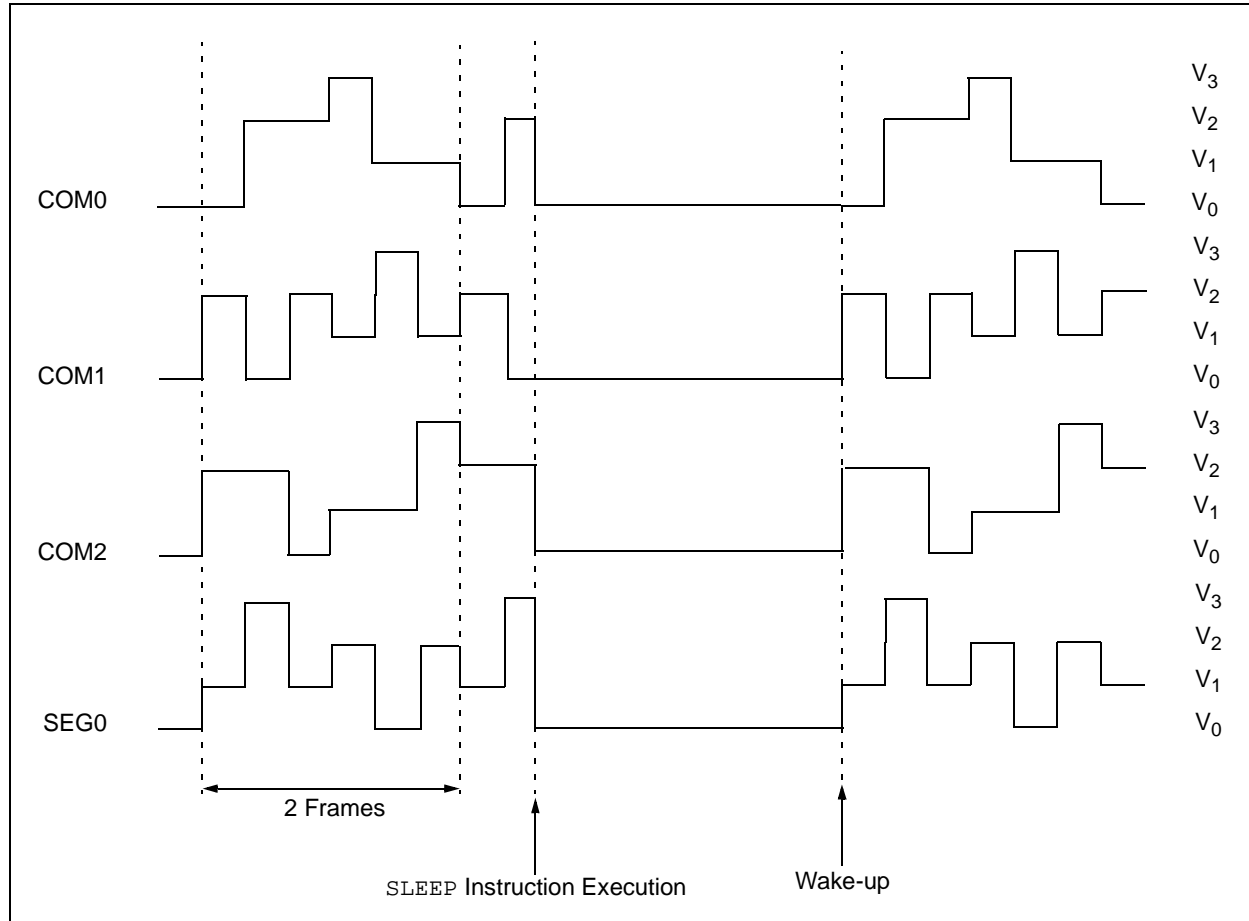 V3
V2
V1
COM0
V0
V3
V2
V1
COM1
V0
V3
V2
V1
COM2
V0
V3
V2
V1
SEG0
V0
2 Frames
SLEEP Instruction Execution
Wake-up